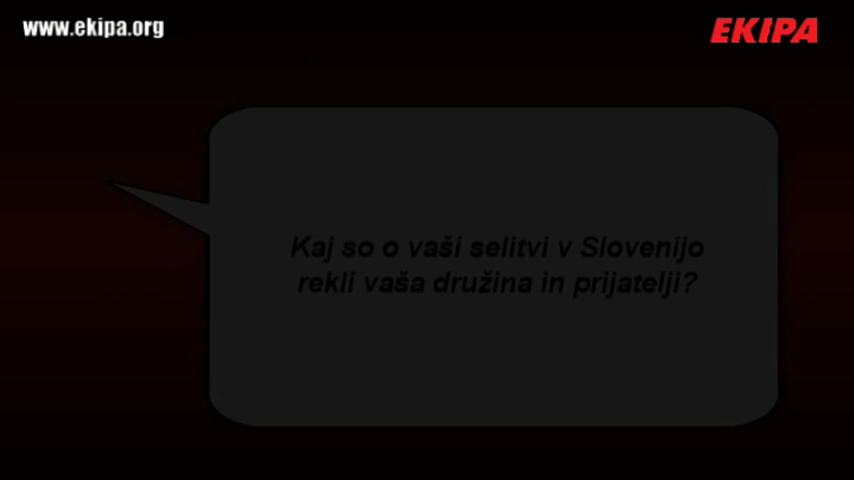 www.ekipa.org
EKIPA
Kaj so o vaši selitvi v Slovenijo
rekli vaša družina in prijatelji?